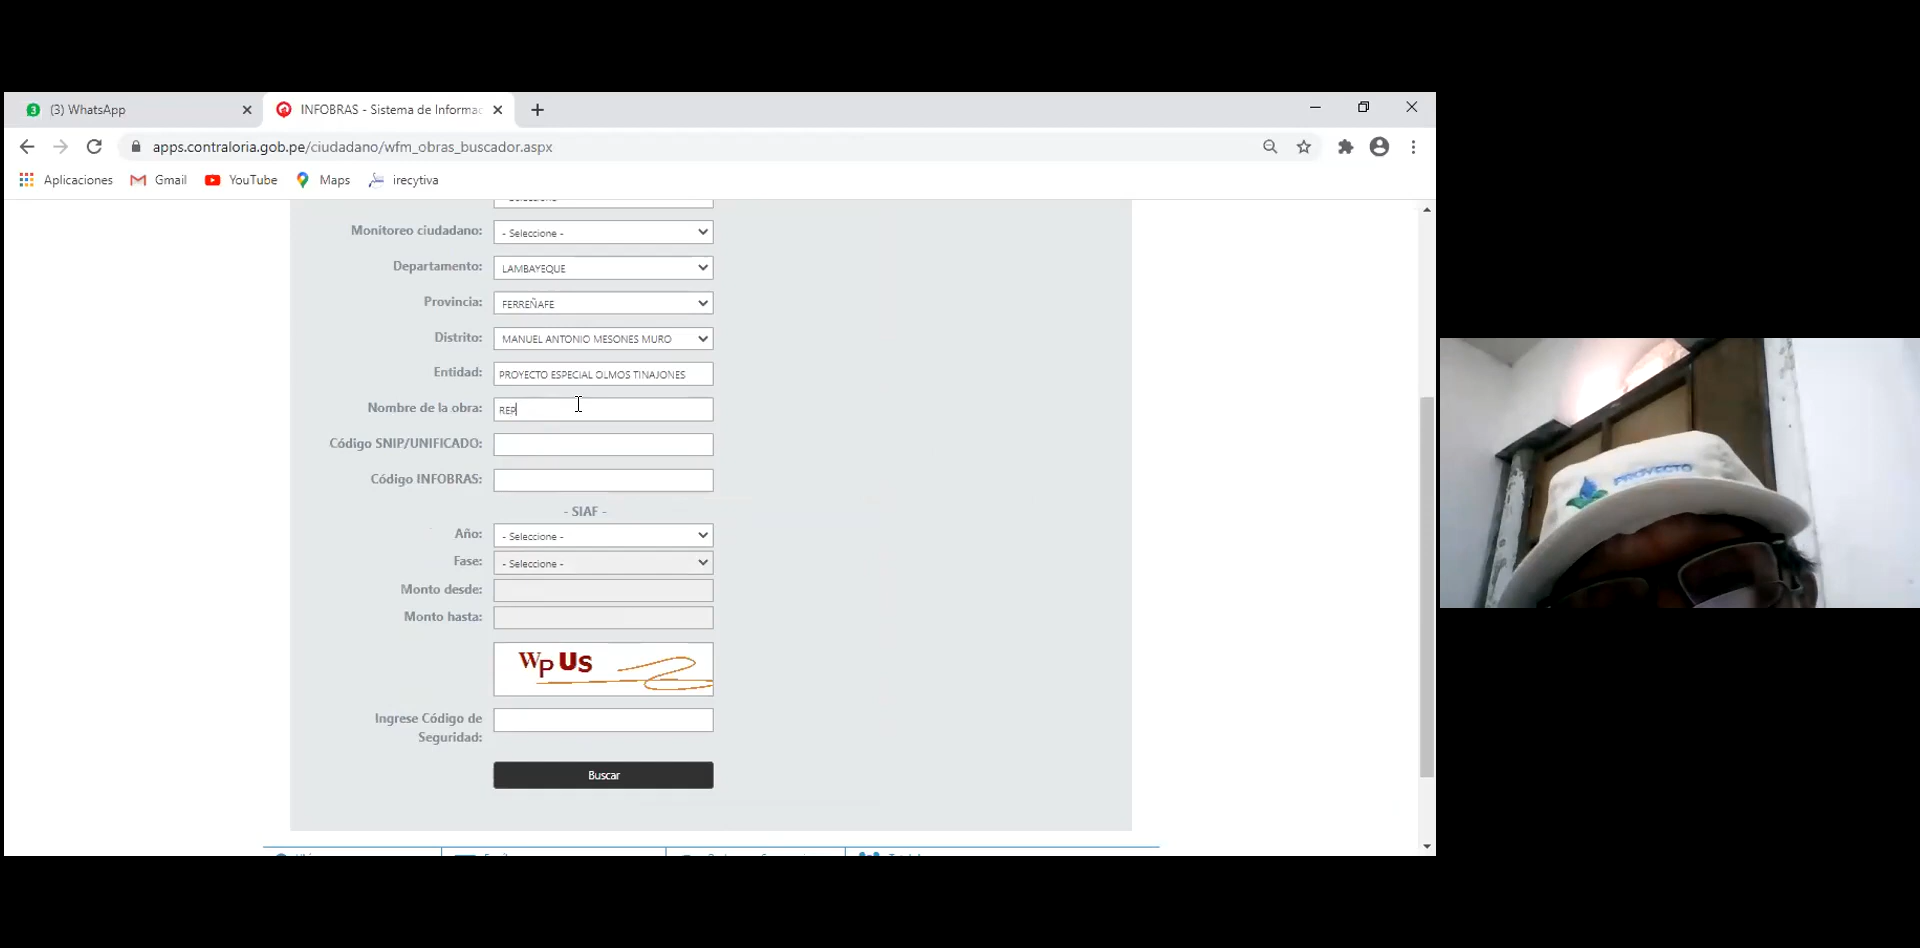 3 (3) WhatsApp
INFOBRAS - Sistema de Informac
apps.contraloria.gob.pe/ciudadano/wfm_obras_buscador.aspx
Aplicaciones Gmail YouTube Maps irecytiva
Monitoreo ciudadano: - Seleccione -
Departamento: LAMBAYEQUE
Provincia: FERREÑAFE
Distrito: MANUEL ANTONIO MESONES MURO
Entidad: PROYECTO ESPECIAL OLMOS TINAJONES
Nombre de la obra: REP
Código SNIP/UNIFICADO:
Código INFOBRAS:
- SIAF -
Año: - Seleccione -
Fase: - Seleccione -
Monto desde:
Monto hasta:
WpUs
Ingrese Código de
Seguridad:
Buscar
PROYECTO